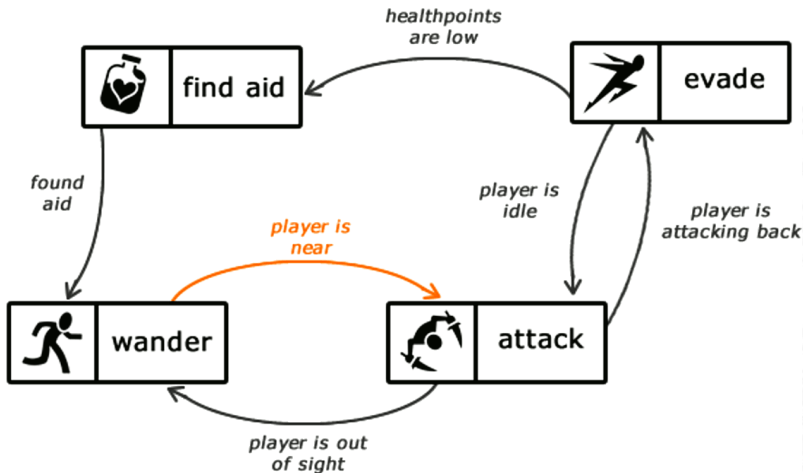 healthpoints
are low
find aid
evade
found
aid
player is
idle
player is
attacking back
player is
near
wander
attack
player is out
of sight